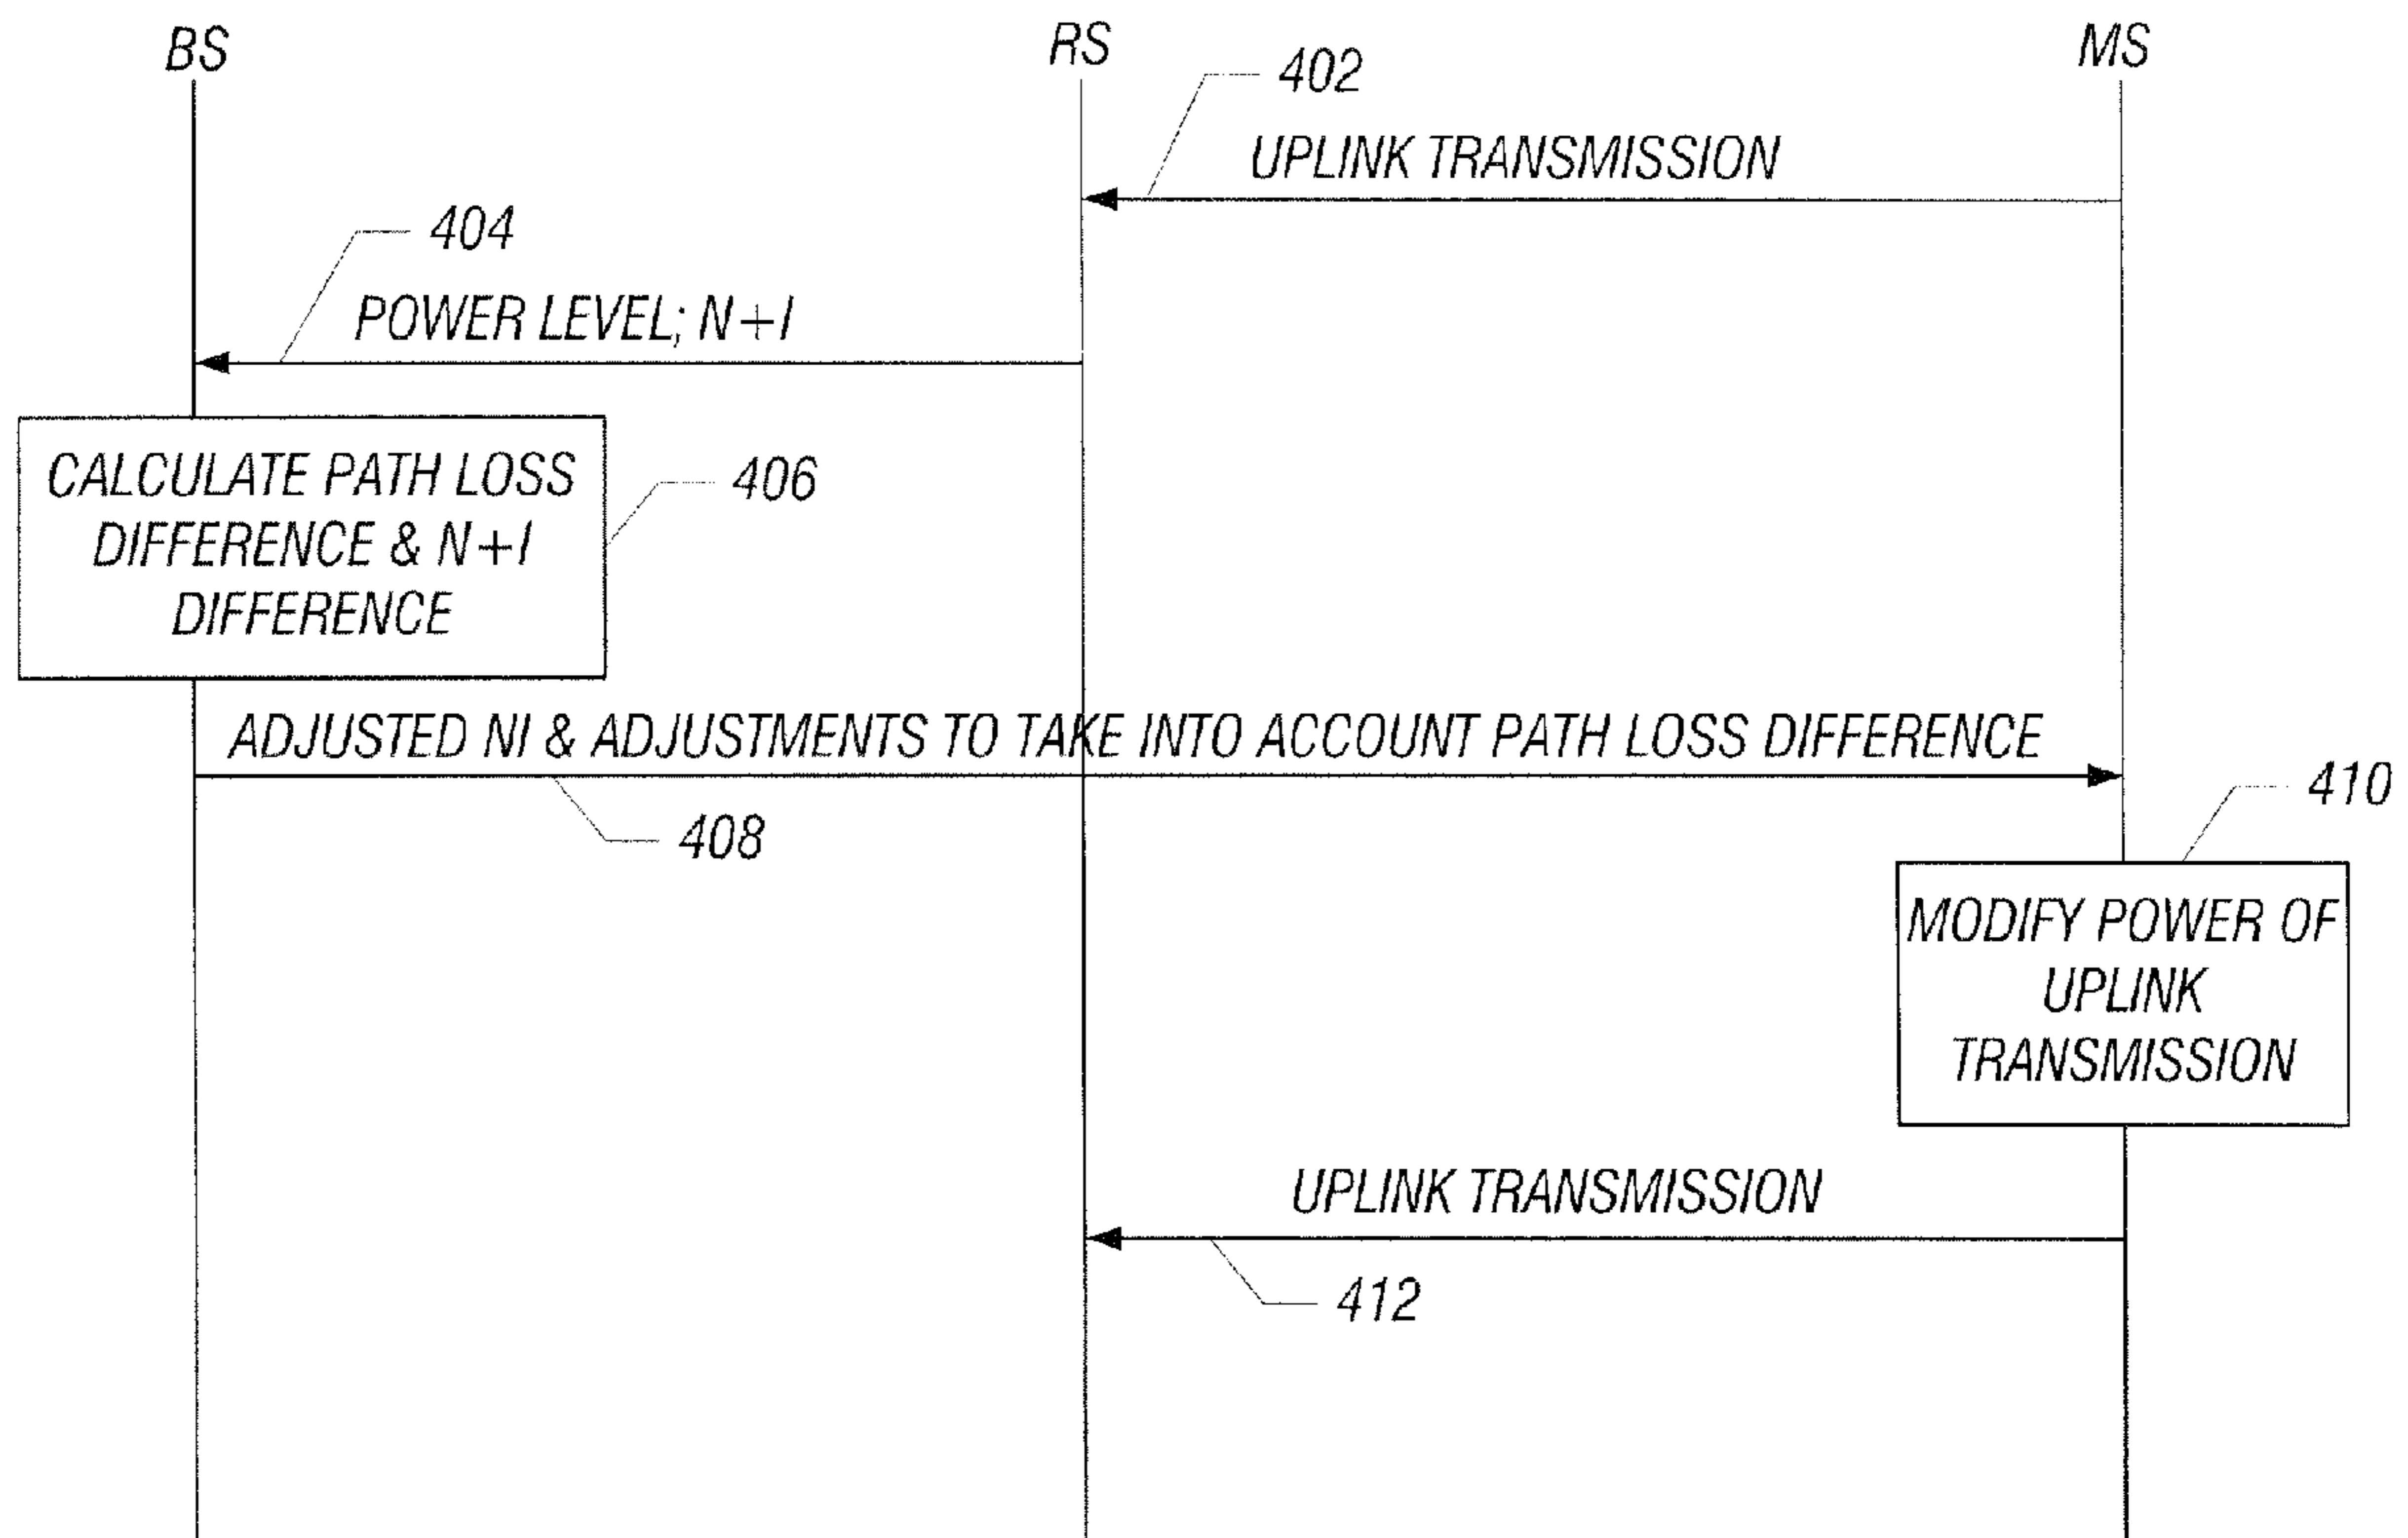 BS
RS
MS
402
UPLINK TRANSMISSION
404
POWER LEVEL; N+I
CALCULATE PATH LOSS
DIFFERENCE & N+I
DIFFERENCE
406
ADJUSTED NI & ADJUSTMENTS TO TAKE INTO ACCOUNT PATH LOSS DIFFERENCE
408
410
MODIFY POWER OF
UPLINK
TRANSMISSION
UPLINK TRANSMISSION
412